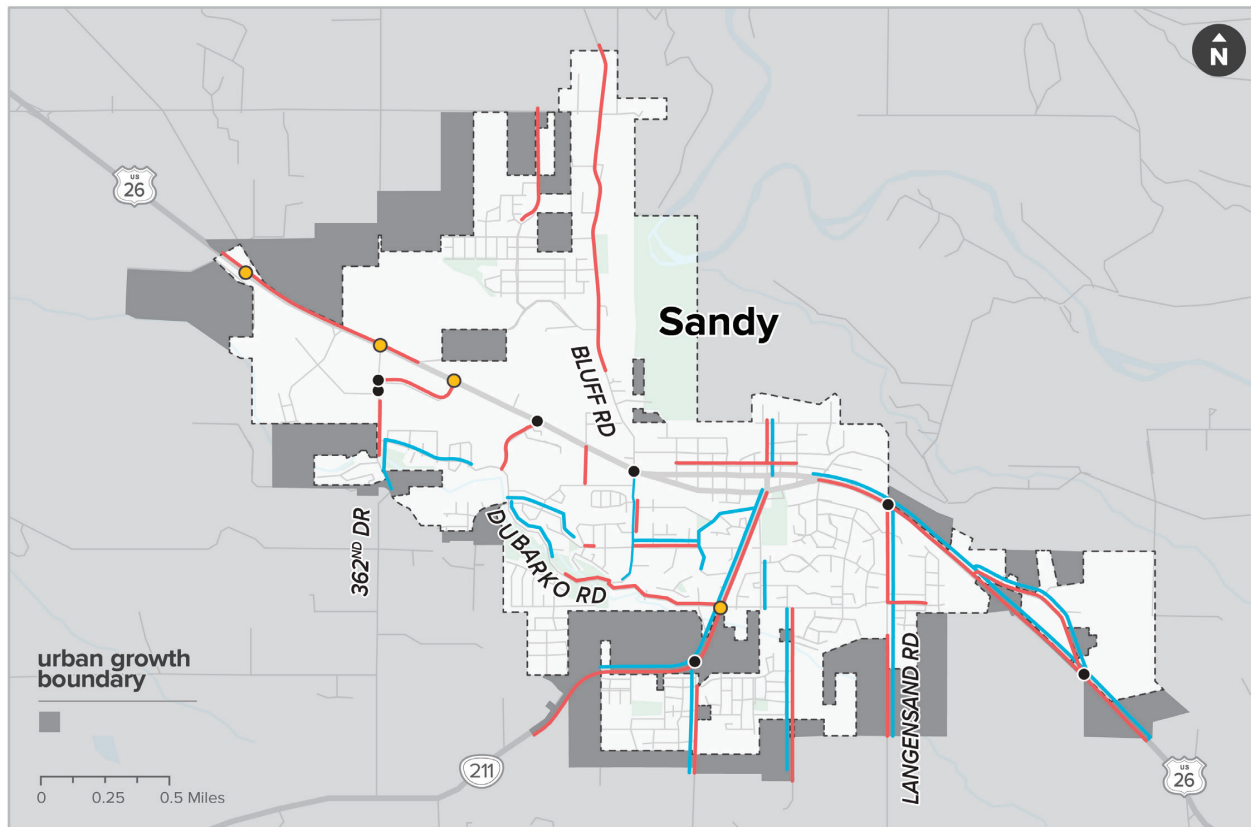 N
US
26
Sandy
BLUFF RD
DUBARKO RD
362ND DR
LANGENSAND RD
urban growth
boundary
0 0.25 0.5 Miles
211
US
26